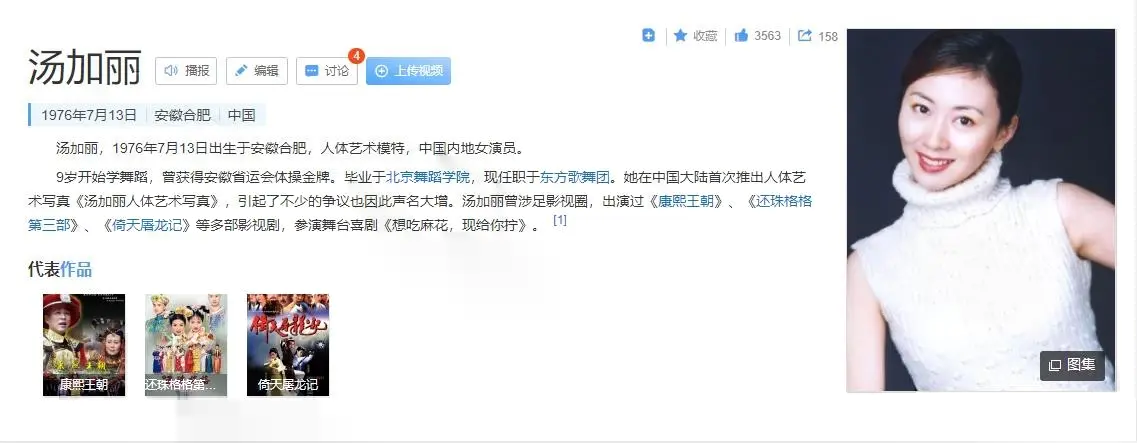 收藏 3563 158
汤加丽 播报 编辑 讨论 4 上传视频
1976年7月13日 安徽合肥 中国
汤加丽，1976年7月13日出生于安徽合肥，人体艺术模特，中国内地女演员。
9岁开始学舞蹈，曾获得安徽省运会体操金牌。毕业于北京舞蹈学院，现任职于东方歌舞团。她在中国大陆首次推出人体艺
术写真《汤加丽人体艺术写真》，引起了不少的争议也因此声名大增。汤加丽曾涉足影视圈，出演过《康熙王朝》、《还珠格格
第三部》、《倚天屠龙记》等多部影视剧，参演舞台喜剧《想吃麻花，现给你拧》。 [1]
图集
代表作品
康熙王朝 还珠格格第... 倚天屠龙记